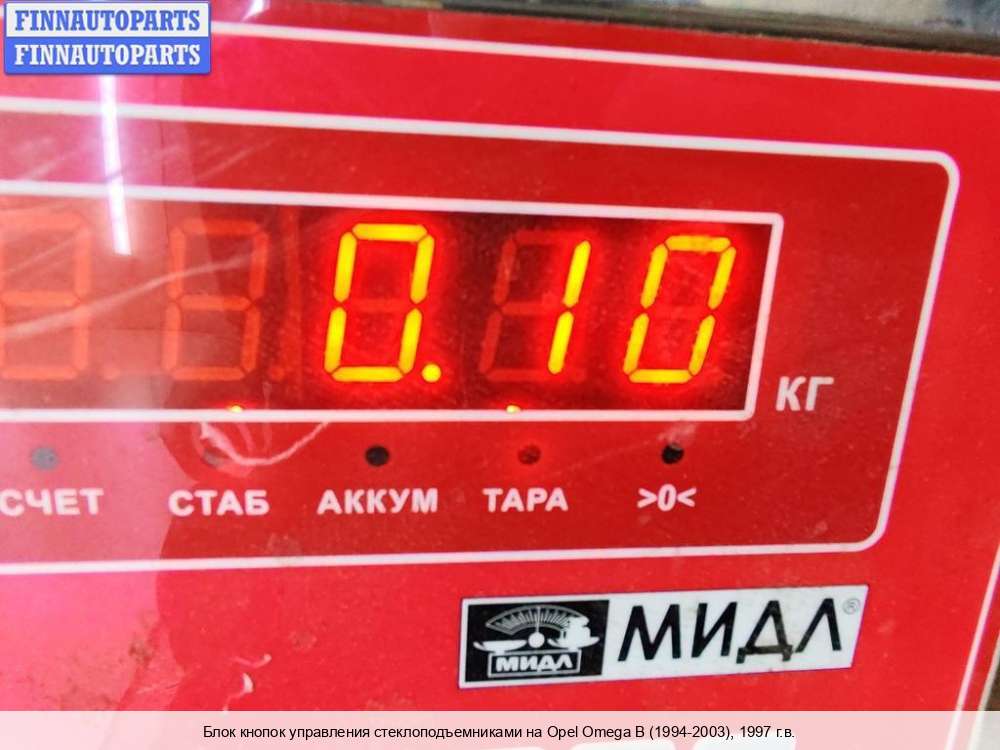 FINNAUTOPARTS
FINNAUTOPARTS
0.10
КГ
СЧЕТ СТАБ АККУМ ТАРА >0<
МИДЛ МИДЛ®
Блок кнопок управления стеклоподъемниками на Opel Omega B (1994-2003), 1997 г.в.